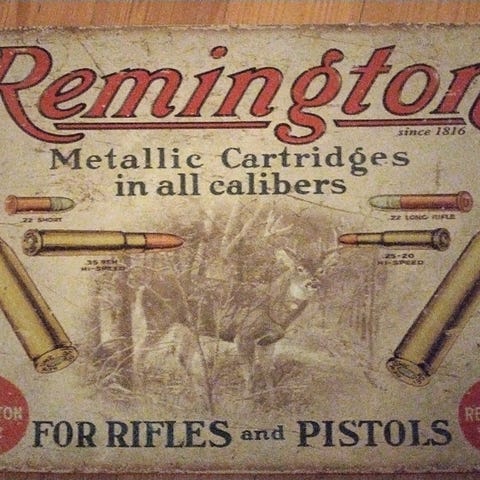 Remington
since 1816
Metallic Cartridges
in all calibers
.22 SHORT
.22 LONG RIFLE
.35 REM
HI-SPEED
.25-20
HI-SPEED
FOR RIFLES and PISTOLS